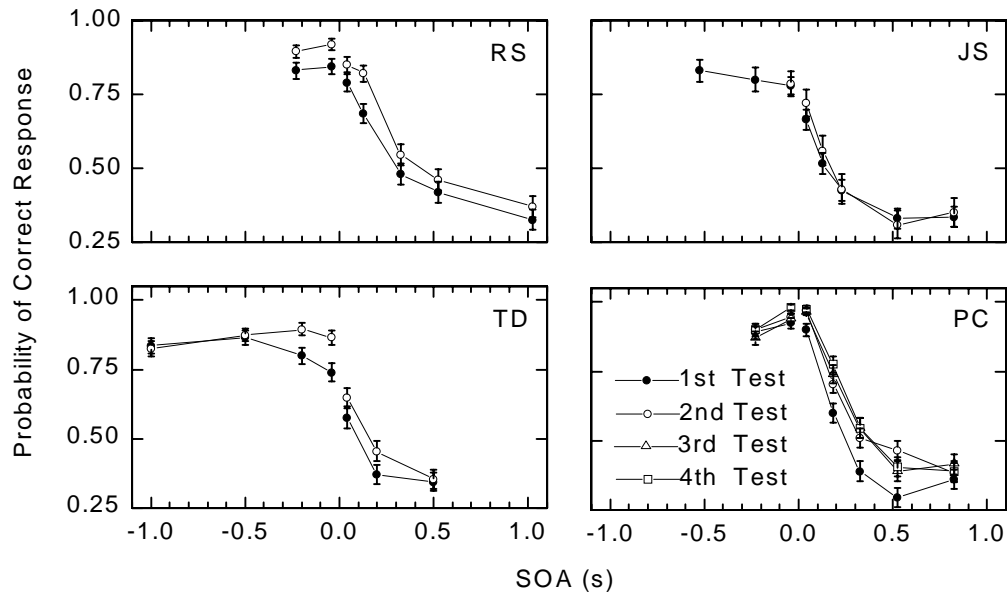 Probability of Correct Response
1.00
0.75
0.50
0.25
RS
JS
1.00
0.75
0.50
0.25
TD
PC
1st Test
2nd Test
3rd Test
4th Test
-1.0 -0.5 0.0 0.5 1.0
-1.0 -0.5 0.0 0.5 1.0
SOA (s)